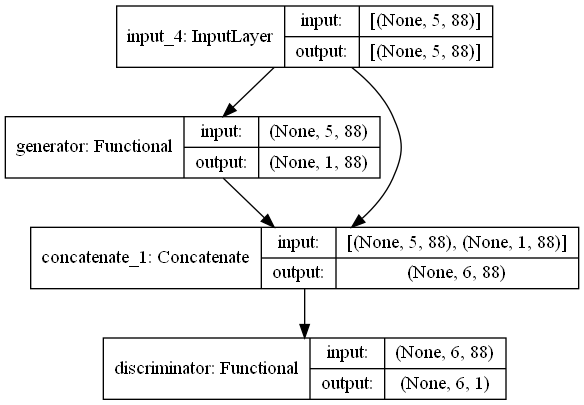 input_4: InputLayer
input:
[(None, 5, 88)]
output:
[(None, 5, 88)]
generator: Functional
input:
(None, 5, 88)
output:
(None, 1, 88)
concatenate_1: Concatenate
input:
[(None, 5, 88), (None, 1, 88)]
output:
(None, 6, 88)
discriminator: Functional
input:
(None, 6, 88)
output:
(None, 6, 1)